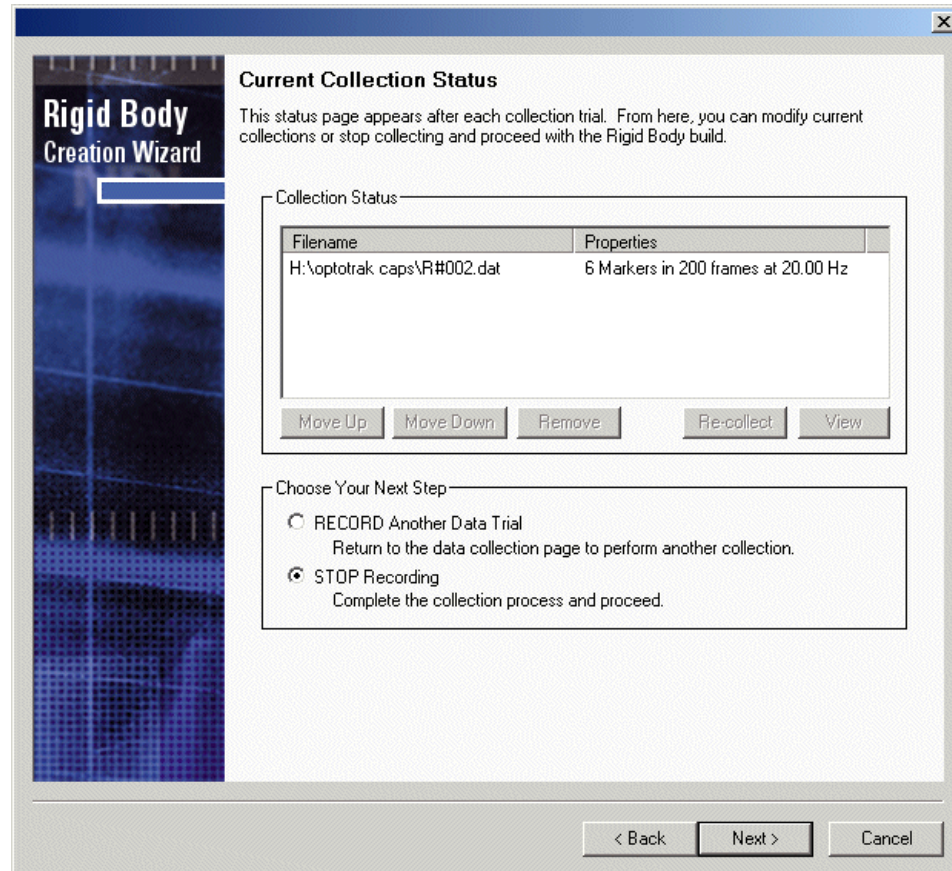 Rigid Body
Creation Wizard
Current Collection Status
This status page appears after each collection trial.  From here, you can modify current
collections or stop collecting and proceed with the Rigid Body build.
Collection Status
Filename Properties
H:\optotrak caps\R#002.dat 6 Markers in 200 frames at 20.00 Hz
Move Up Move Down Remove Re-collect View
Choose Your Next Step
RECORD Another Data Trial
Return to the data collection page to perform another collection.
STOP Recording
Complete the collection process and proceed.
< Back Next > Cancel